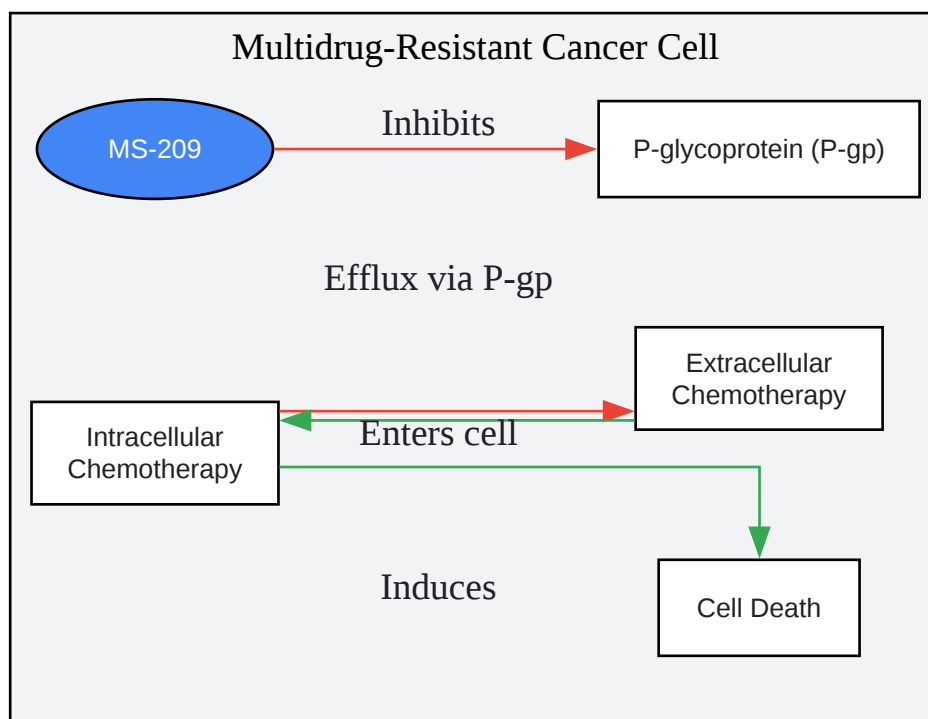 Multidrug-Resistant Cancer Cell
Inhibits
MS-209
P-glycoprotein (P-gp)
Efflux via P-gp
Extracellular
Chemotherapy
Enters cell
Intracellular
Chemotherapy
Induces
Cell Death